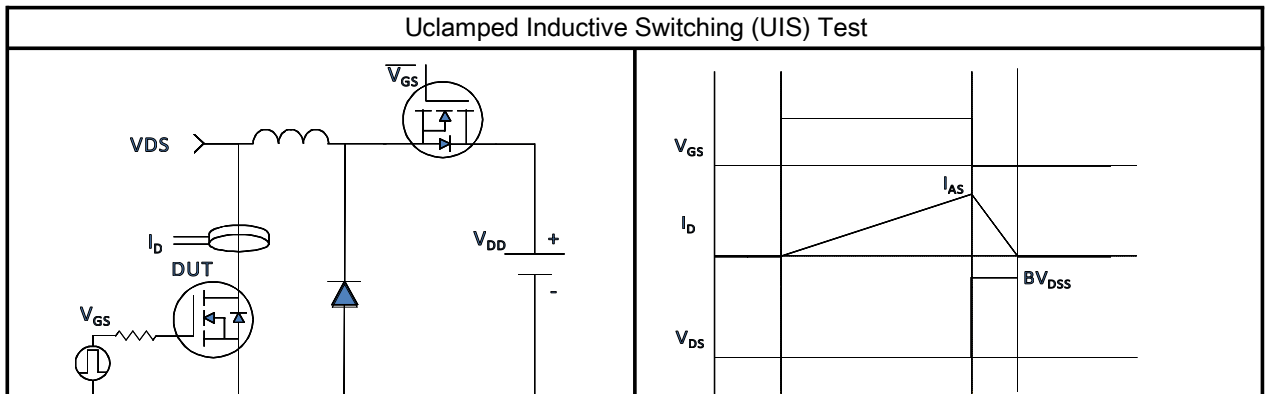 Uclamped Inductive Switching (UIS) Test
VGS
VDS
ID
DUT
VGS
VDD
+
-
VGS
IAS
ID
BVDSS
VDS